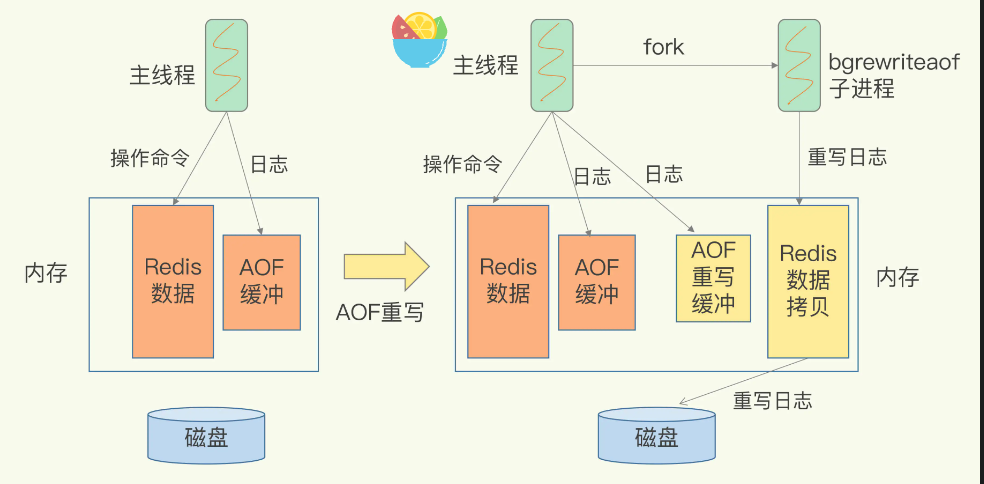 主线程
操作命令
日志
内存
Redis
数据
AOF
缓冲
磁盘
AOF重写
主线程
fork
bgrewriteaof
子进程
操作命令
日志
日志
重写日志
Redis
数据
AOF
缓冲
AOF
重写
缓冲
Redis
数据
拷贝
内存
重写日志
磁盘